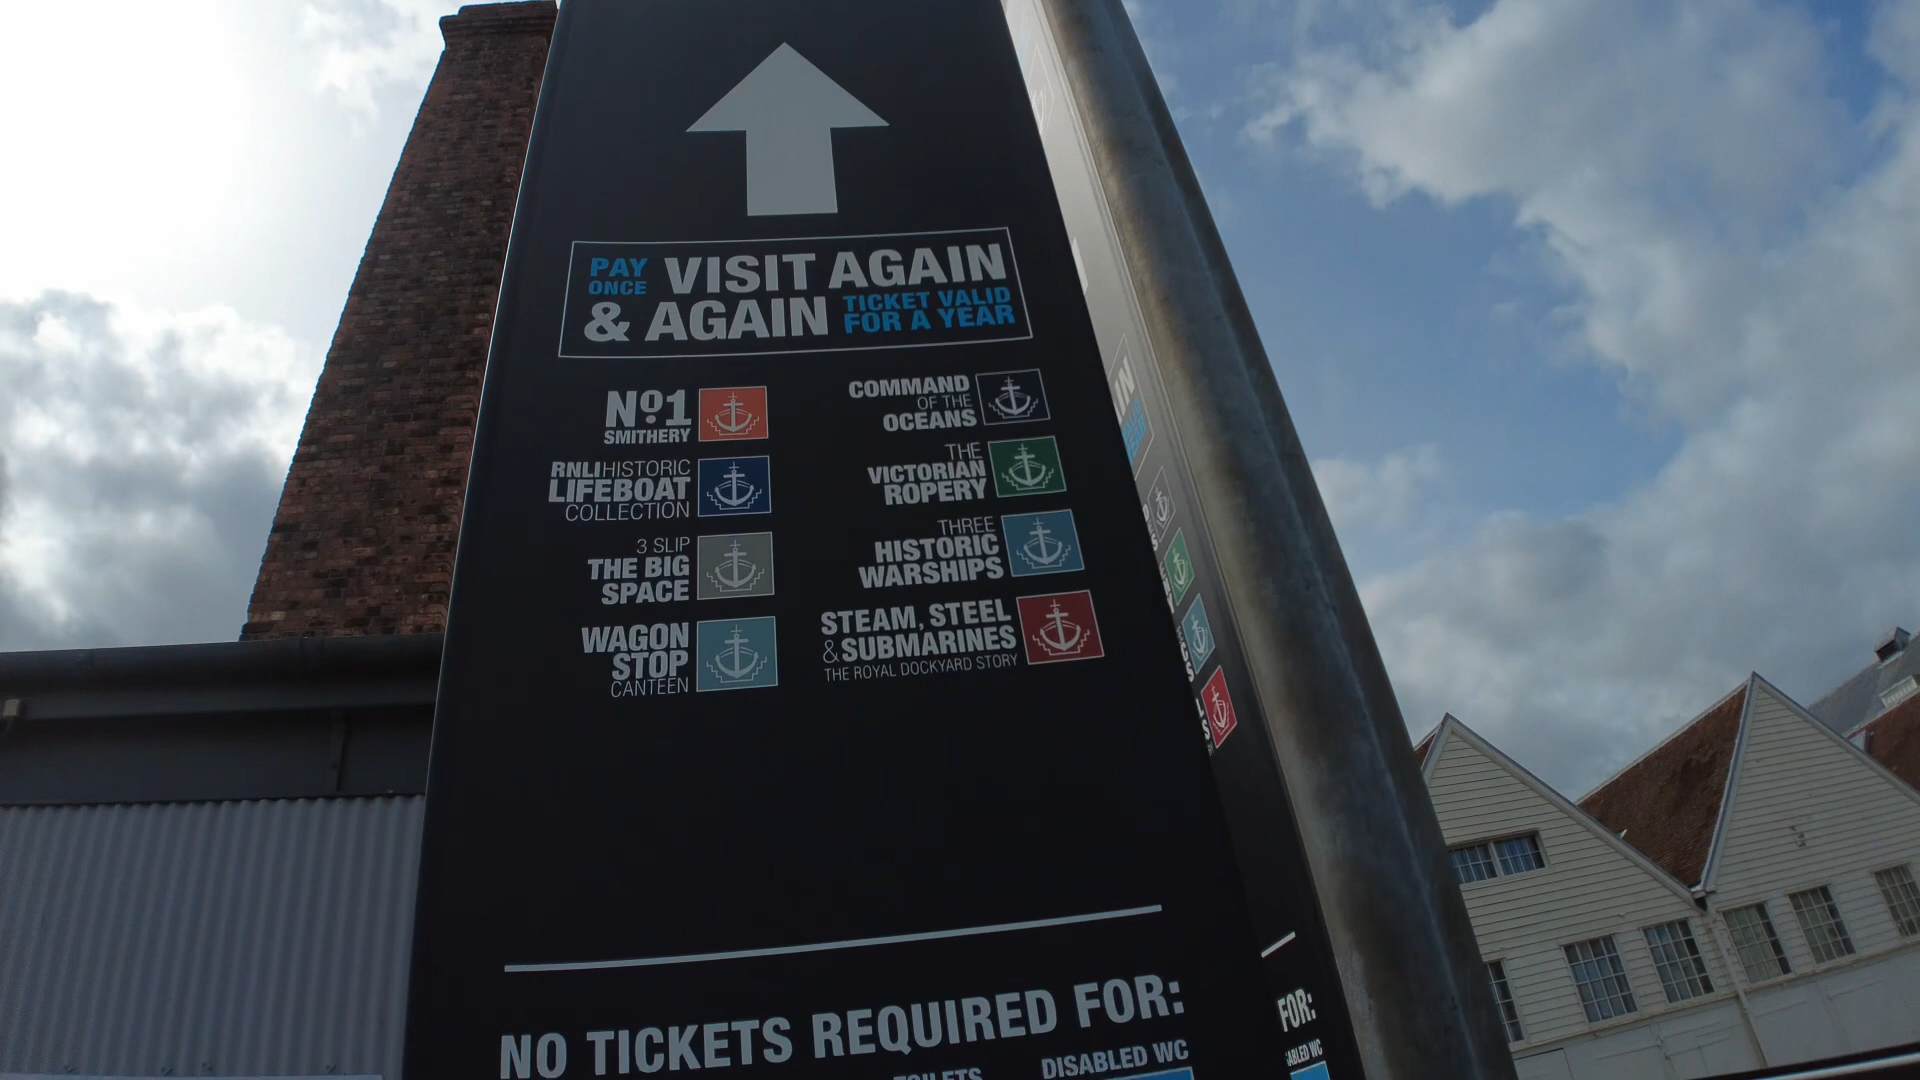 PAY ONCE VISIT AGAIN
& AGAIN TICKET VALID FOR A YEAR
Nº1
SMITHERY
RNLI HISTORIC
LIFEBOAT
COLLECTION
3 SLIP
THE BIG
SPACE
WAGON
STOP
CANTEEN
COMMAND
OF THE
OCEANS
THE
VICTORIAN
ROPERY
THREE
HISTORIC
WARSHIPS
STEAM, STEEL
& SUBMARINES
THE ROYAL DOCKYARD STORY
NO TICKETS REQUIRED FOR:
TOILETS
DISABLED WC
FOR: